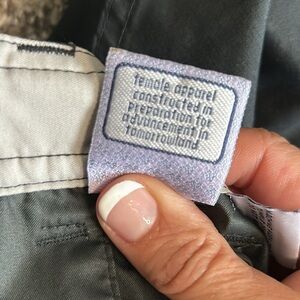 female apparel
constructed in
preparation for
advancement in
tomorrowland